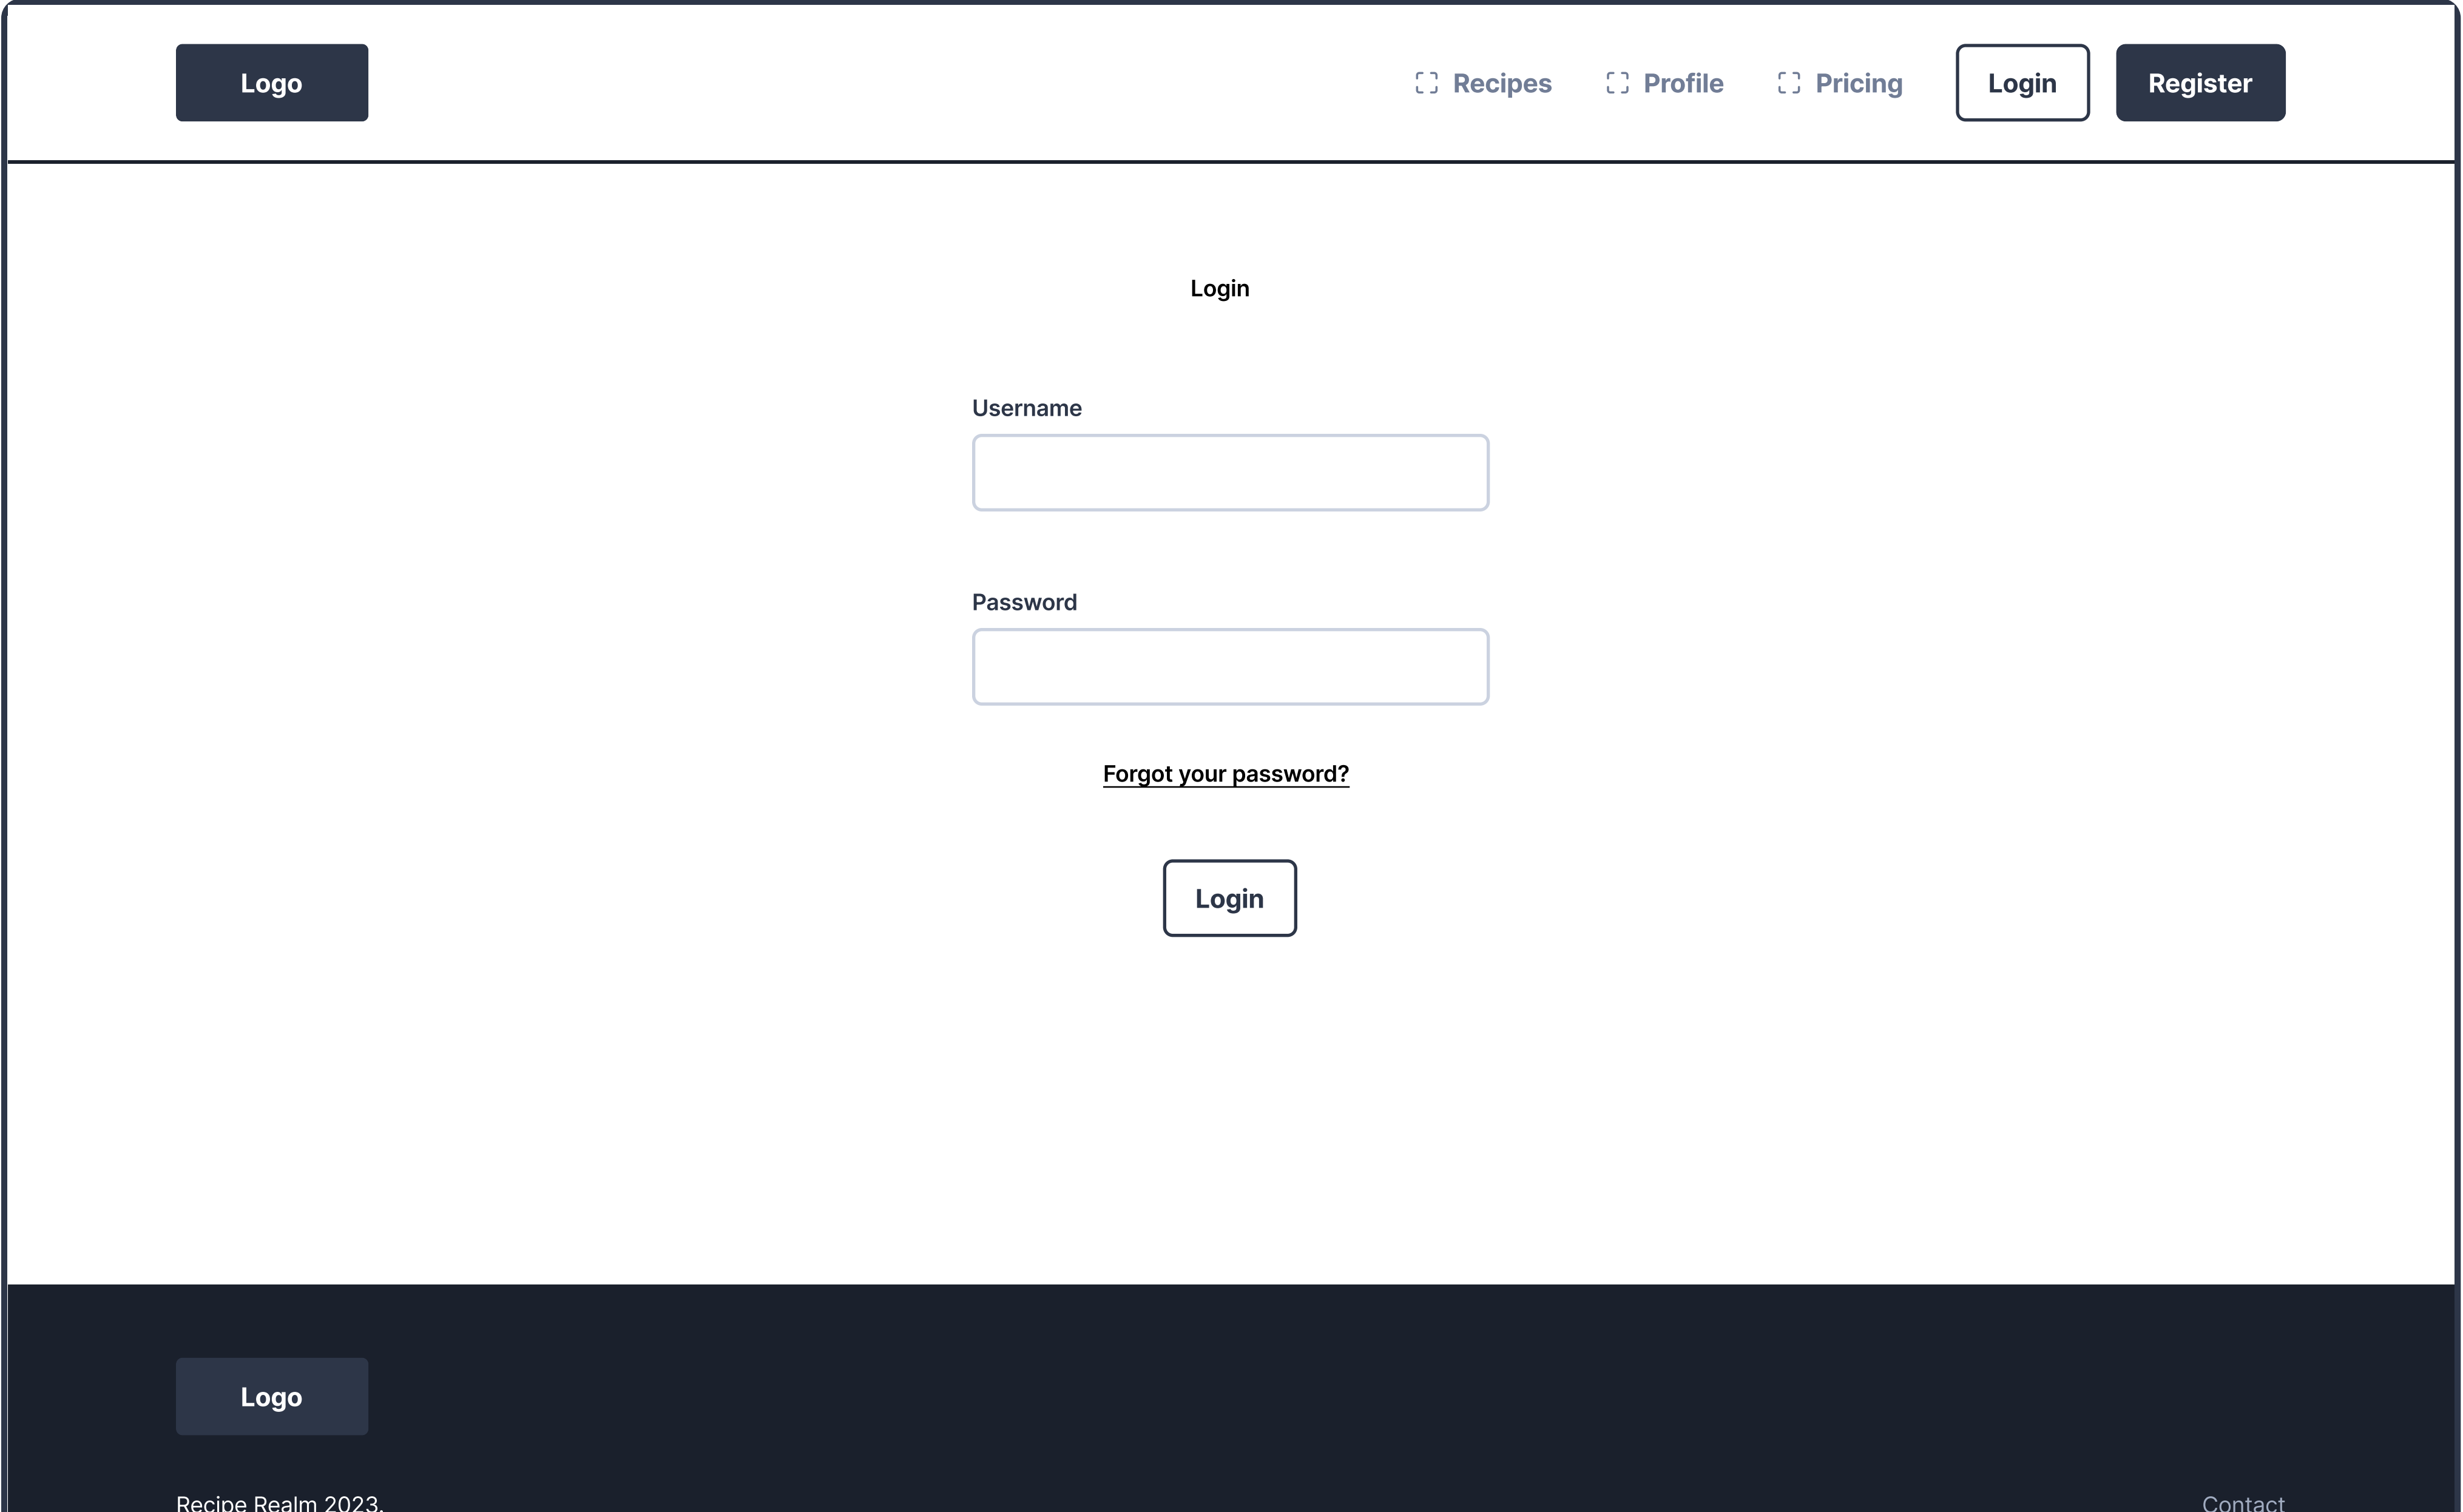 Logo
Recipes Profile Pricing Login Register
Login
Username
Password
Forgot your password?
Login
Logo
Recipe Realm 2023. Contact